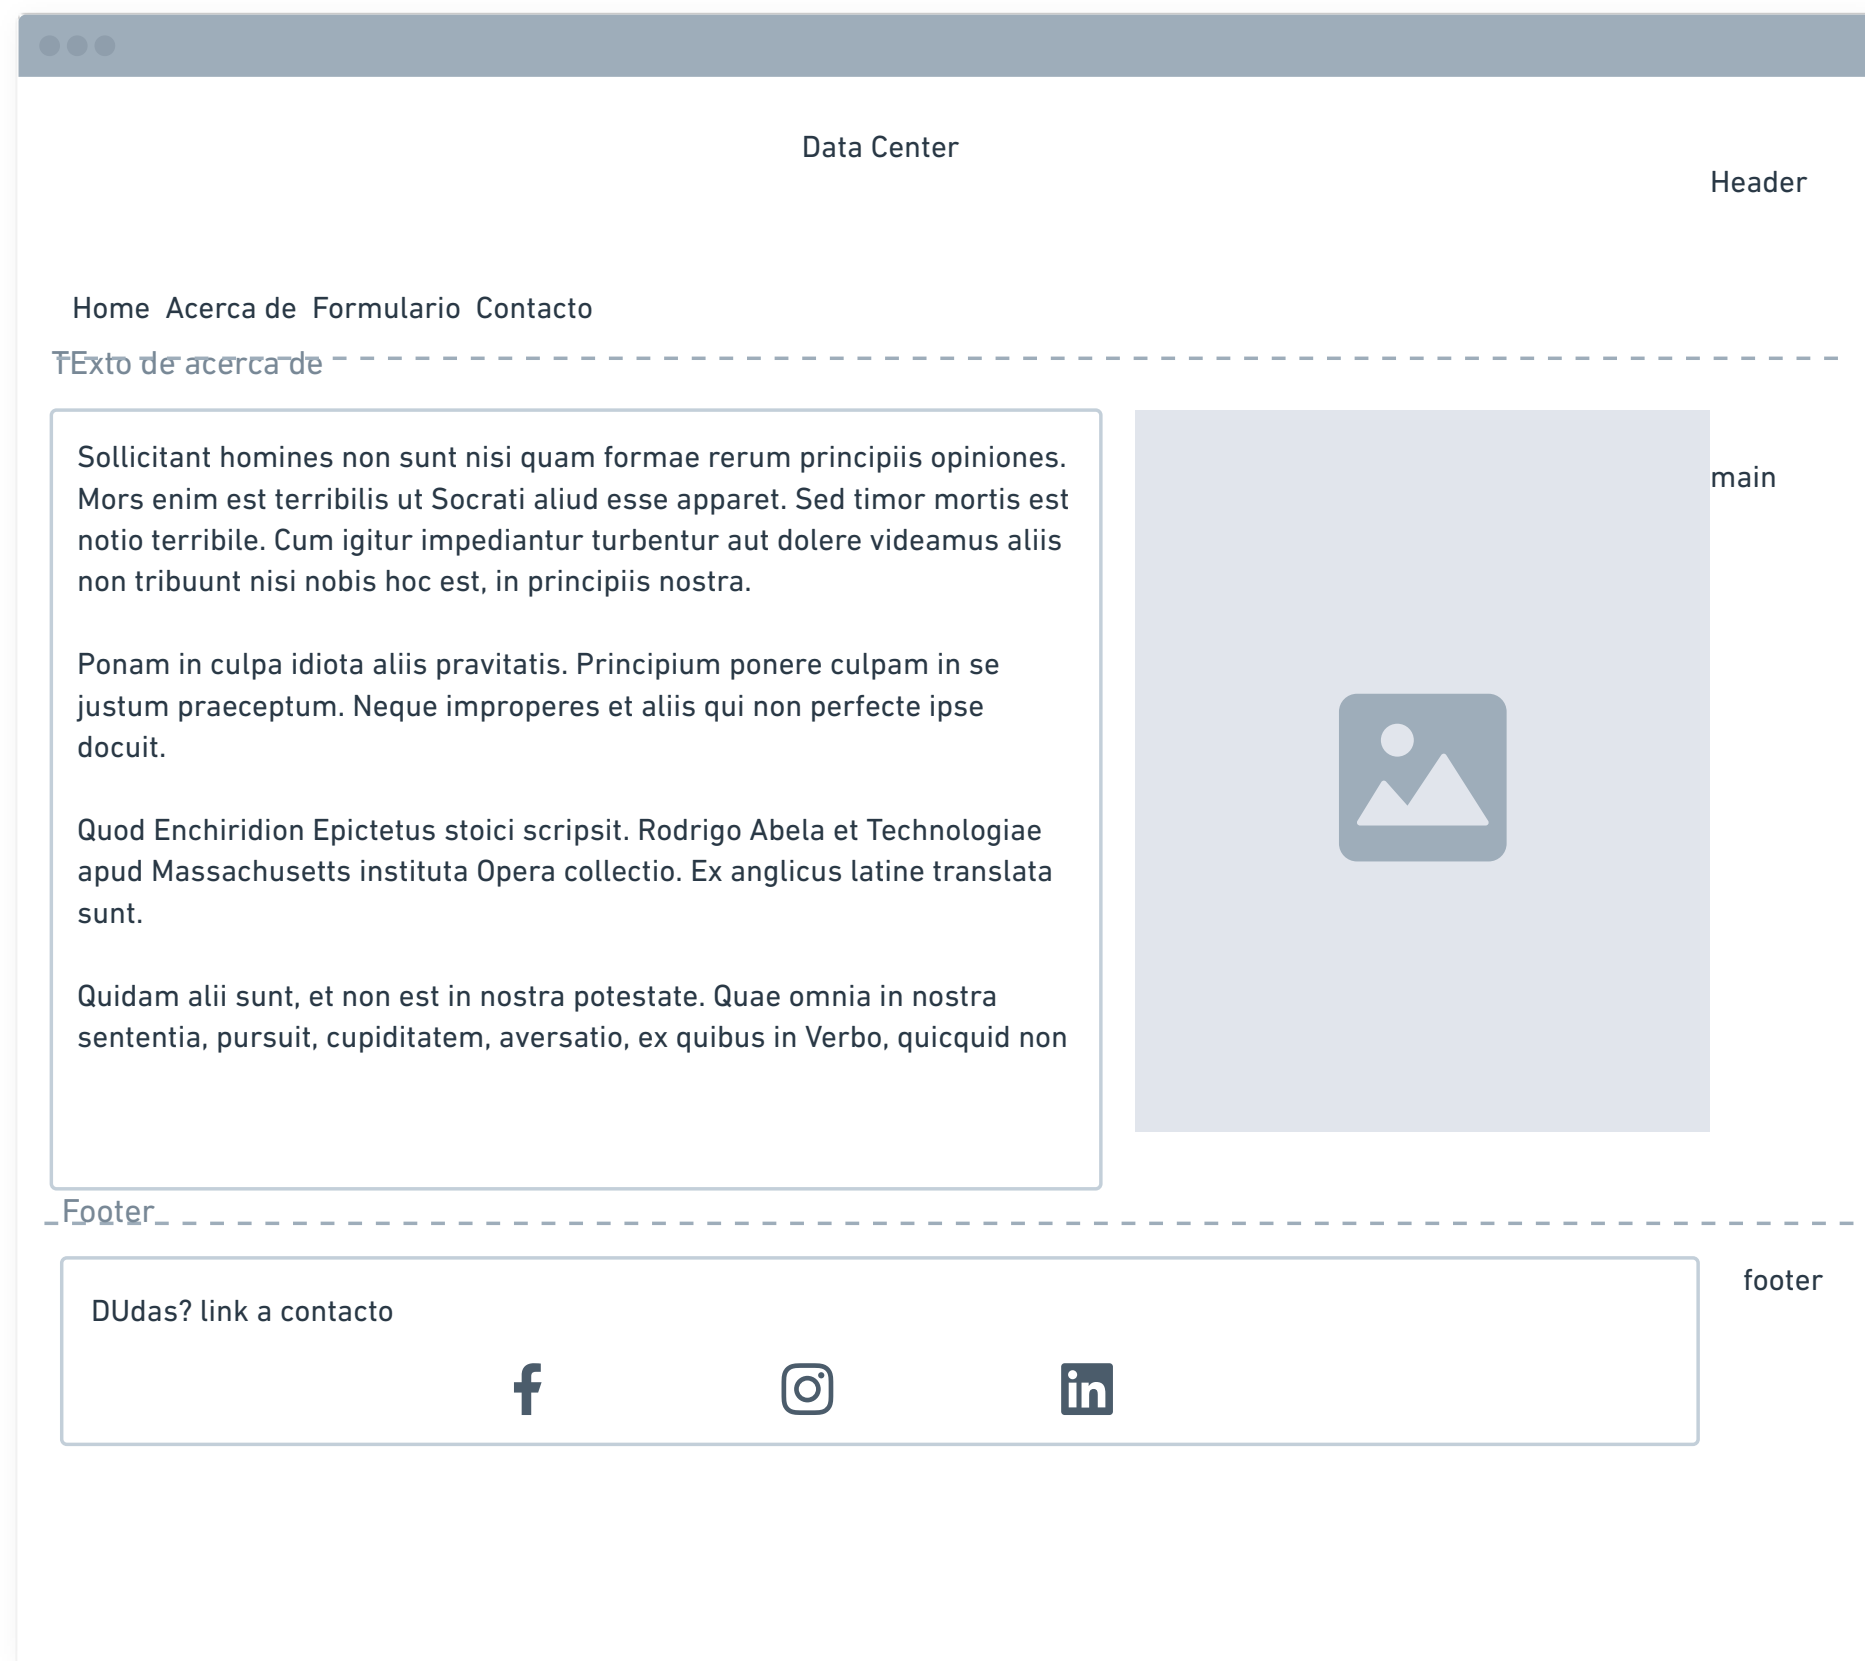 Data Center
Header
Home Acerca de Formulario Contacto
TExto de acerca de
Sollicitant homines non sunt nisi quam formae rerum principiis opiniones.
Mors enim est terribilis ut Socrati aliud esse apparet. Sed timor mortis est
notio terribile. Cum igitur impediantur turbentur aut dolere videamus aliis
non tribuunt nisi nobis hoc est, in principiis nostra.
Ponam in culpa idiota aliis pravitatis. Principium ponere culpam in se
justum praeceptum. Neque improperes et aliis qui non perfecte ipse
docuit.
Quod Enchiridion Epictetus stoici scripsit. Rodrigo Abela et Technologiae
apud Massachusetts instituta Opera collectio. Ex anglicus latine translata
sunt.
Quidam alii sunt, et non est in nostra potestate. Quae omnia in nostra
sententia, pursuit, cupiditatem, aversatio, ex quibus in Verbo, quicquid non
main
Footer
DUdas? link a contacto
footer